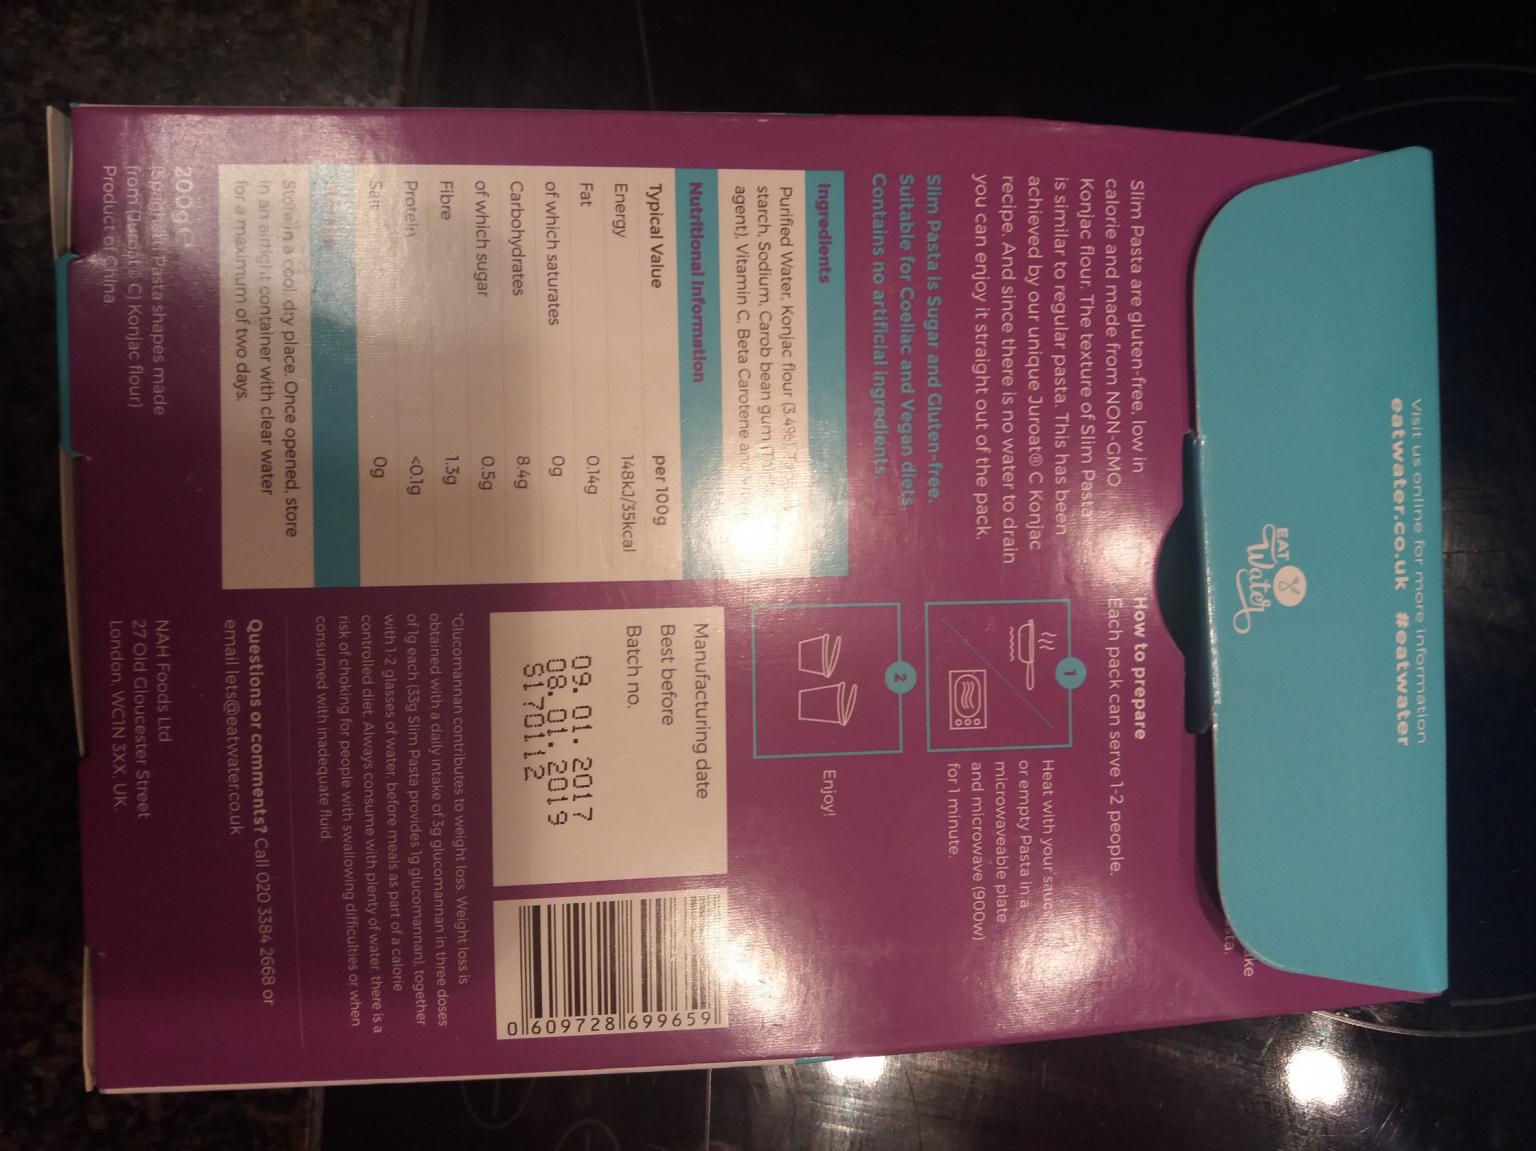 Visit us online for more information
eatwater.co.uk #eatwater
EAT
Water
Slim Pasta are gluten-free, low in
calorie and made from NON-GMO
Konjac flour. The texture of Slim Pasta
is similar to regular pasta. This has been
achieved by our unique Juroat® C Konjac
recipe. And since there is no water to drain
you can enjoy it straight out of the pack.
Slim Pasta is Sugar and Gluten-free.
Suitable for Coeliac and Vegan diets.
Contains no artificial ingredients.
Ingredients
Purified Water, Konjac flour (3.4%),
starch, Sodium, Carob bean gum
agent), Vitamin C, Beta Carotene
Nutritional Information
Typical Value per 100g
Energy 148kJ/35kcal
Fat 0.14g
of which saturates 0g
Carbohydrates 8.4g
of which sugar 0.5g
Fibre 1.3g
Protein <0.1g
Salt 0g
Storage
Store in a cool, dry place. Once opened, store
in an airtight container with clear water
for a maximum of two days.
200g e
(Spaghetti Pasta shapes made
from (Juroat® C) Konjac flour)
Product of China.
How to prepare
Each pack can serve 1-2 people.
1
Heat with your sauce
or empty Pasta in a
microwaveable plate
and microwave (900w)
for 1 minute.
2
Enjoy!
Manufacturing date
Best before
Batch no.
09. 01. 2017
08. 01. 2019
S170112
0 609728 699659
*Glucomannan contributes to weight loss. Weight loss is
obtained with a daily intake of 3g glucomannan in three doses
of 1g each (33g Slim Pasta provides 1g glucomannan), together
with 1-2 glasses of water, before meals as part of a calorie
controlled diet. Always consume with plenty of water, there is a
risk of choking for people with swallowing difficulties or when
consumed with inadequate fluid.
Questions or comments? Call 020 3384 2668 or
email lets@eatwater.co.uk
NAH Foods Ltd
27 Old Gloucester Street
London, WC1N 3XX, UK.